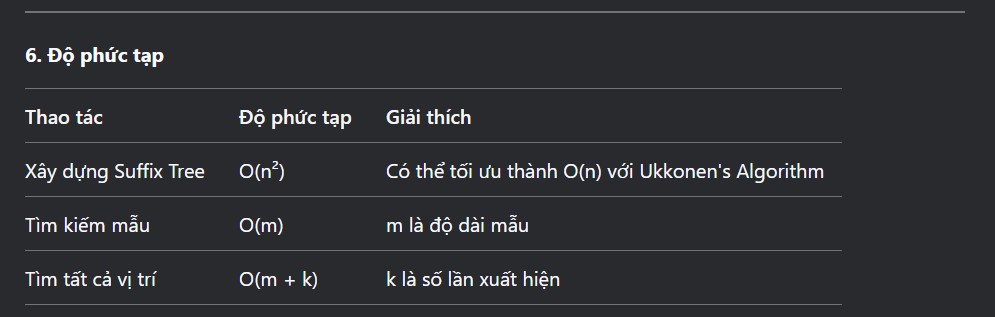 6. Độ phức tạp
Thao tác Độ phức tạp Giải thích
Xây dựng Suffix Tree O(n²) Có thể tối ưu thành O(n) với Ukkonen's Algorithm
Tìm kiếm mẫu O(m) m là độ dài mẫu
Tìm tất cả vị trí O(m + k) k là số lần xuất hiện